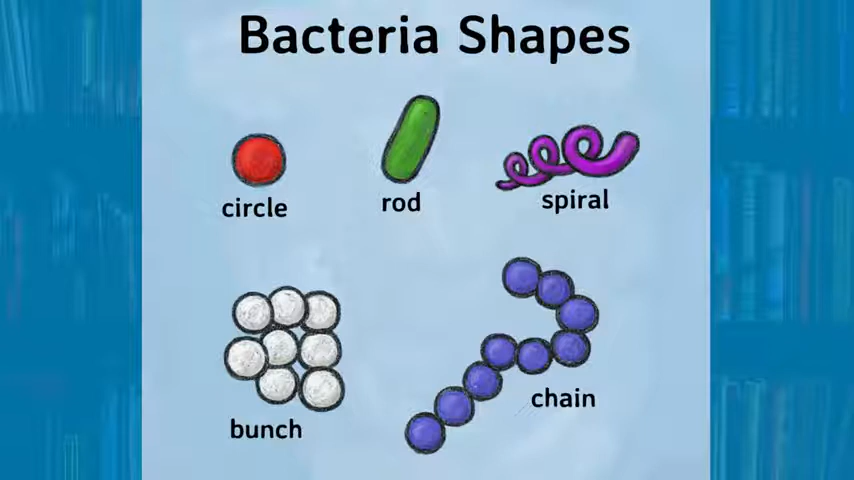 Bacteria Shapes
circle
rod
spiral
bunch
chain